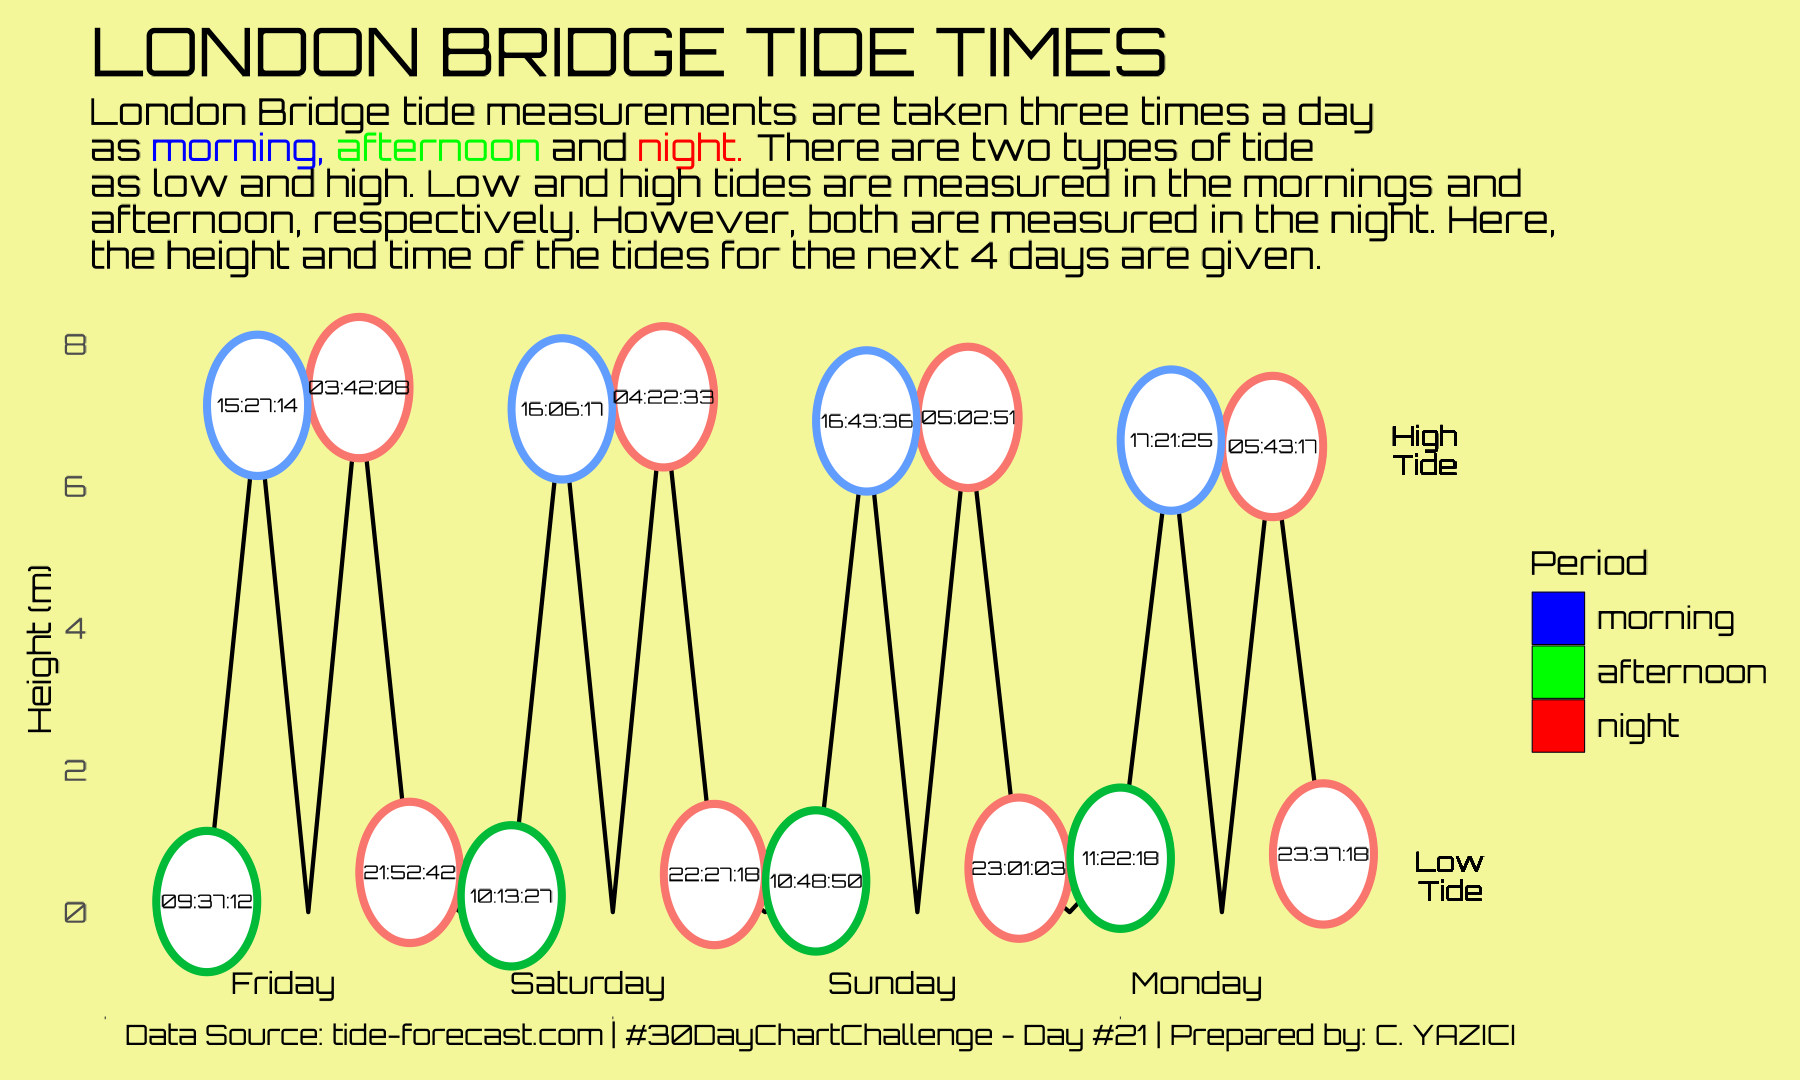 LONDON BRIDGE TIDE TIMES
London Bridge tide measurements are taken three times a day
as morning, afternoon and night. There are two types of tide
as low and high. Low and high tides are measured in the mornings and
afternoon, respectively. However, both are measured in the night. Here,
the height and time of the tides for the next 4 days are given.
8
6
4
2
0
Height (m)
15:27:14
03:42:08
16:06:17
04:22:33
16:43:36
05:02:51
17:21:25
05:43:17
High
Tide
Period
morning
afternoon
night
09:37:12
21:52:42
10:13:27
22:27:18
10:48:50
23:01:03
11:22:18
23:37:18
Low
Tide
Friday
Saturday
Sunday
Monday
Data Source: tide-forecast.com | #30DayChartChallenge - Day #21 | Prepared by: C. YAZICI